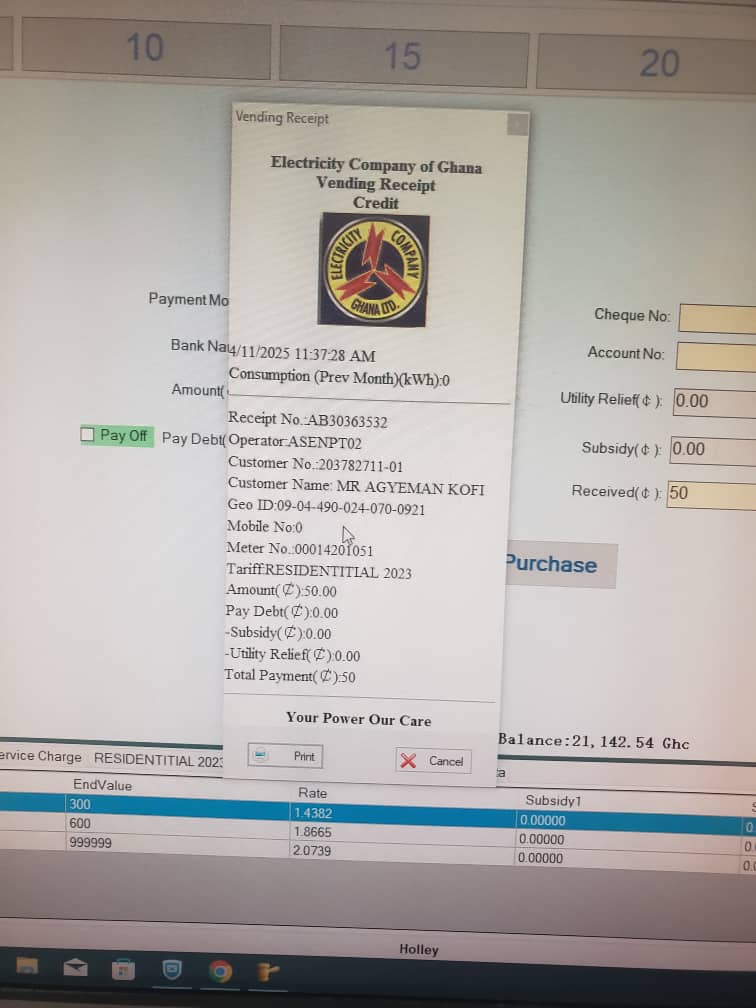 10
15
20
Vending Receipt
Electricity Company of Ghana
Vending Receipt
Credit
ELECTRICITY COMPANY
GHANA LTD.
Payment Mo
Cheque No:
Bank Na
4/11/2025 11:37:28 AM
Account No:
Consumption (Prev Month)(kWh):0
Amount(
Utility Relief( ¢ ): 0.00
Receipt No.:AB30363532
Pay Off Pay Debt(
Operator:ASENPT02
Subsidy( ¢ ): 0.00
Customer No.:203782711-01
Customer Name: MR AGYEMAN KOFI
Received( ¢ ): 50
Geo ID:09-04-490-024-070-0921
Mobile No:0
Meter No.:00014201051
Purchase
Tariff:RESIDENTITIAL 2023
Amount(₵):50.00
Pay Debt(₵):0.00
-Subsidy(₵):0.00
-Utility Relief(₵):0.00
Total Payment(₵):50
Your Power Our Care
Balance:21,142.54 Ghc
Print Cancel
ervice Charge RESIDENTITIAL 2023
a
EndValue Rate Subsidy1 S
300 1.4382 0.00000 0.
600 1.8665 0.00000 0.
999999 2.0739 0.00000 0.
Holley